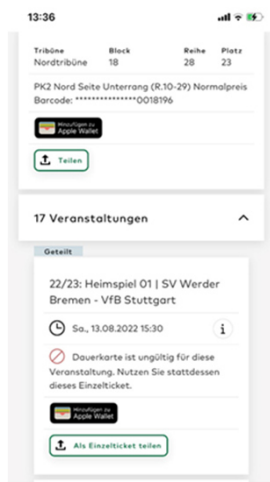 13:36
Tribüne Block Reihe Platz
Nordtribüne 18 28 23
PK2 Nord Seite Unterrang (R.10-29) Normalpreis
Barcode: ***************0018196
Hinzufügen zu
Apple Wallet
Teilen
17 Veranstaltungen
Geteilt
22/23: Heimspiel 01 | SV Werder
Bremen - VfB Stuttgart
Sa., 13.08.2022 15:30
i
Dauerkarte ist ungültig für diese
Veranstaltung. Nutzen Sie stattdessen
dieses Einzelticket.
Hinzufügen zu
Apple Wallet
Als Einzelticket teilen